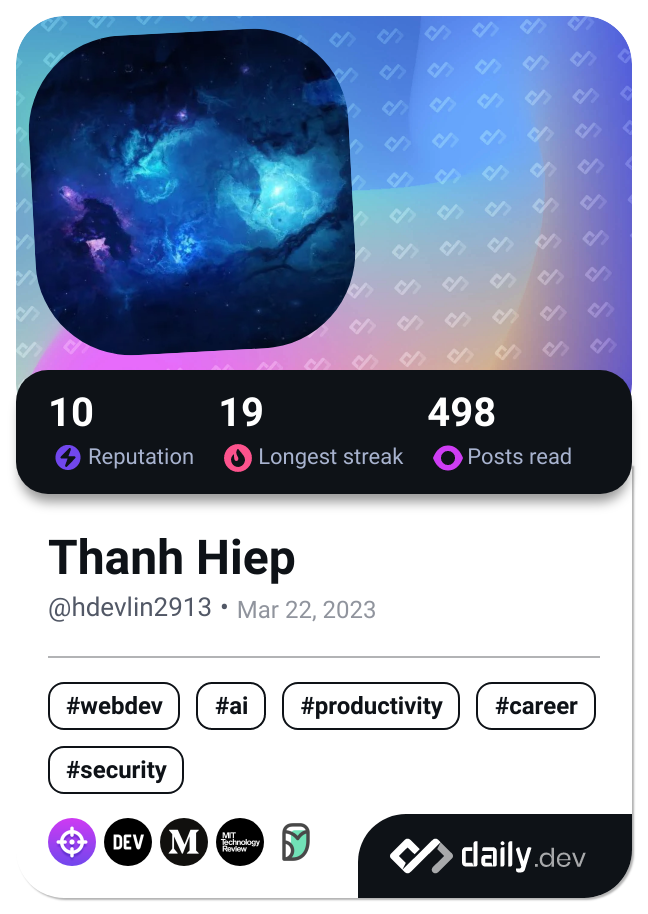 10 19 498
Reputation Longest streak Posts read
Thanh Hiep
@hdevlin2913 • Mar 22, 2023
#webdev #ai #productivity #career
#security
DEV M MIT Technology Review
daily.dev